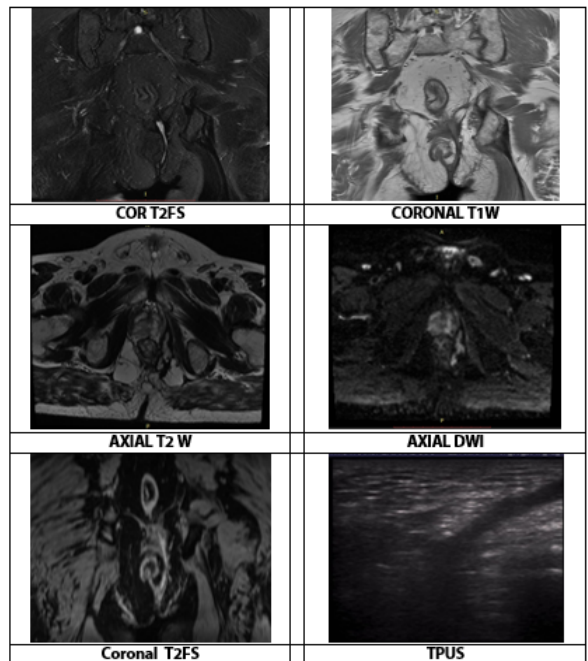 COR T2FS
CORONAL T1W
AXIAL T2 W
AXIAL DWI
Coronal T2FS
TPUS